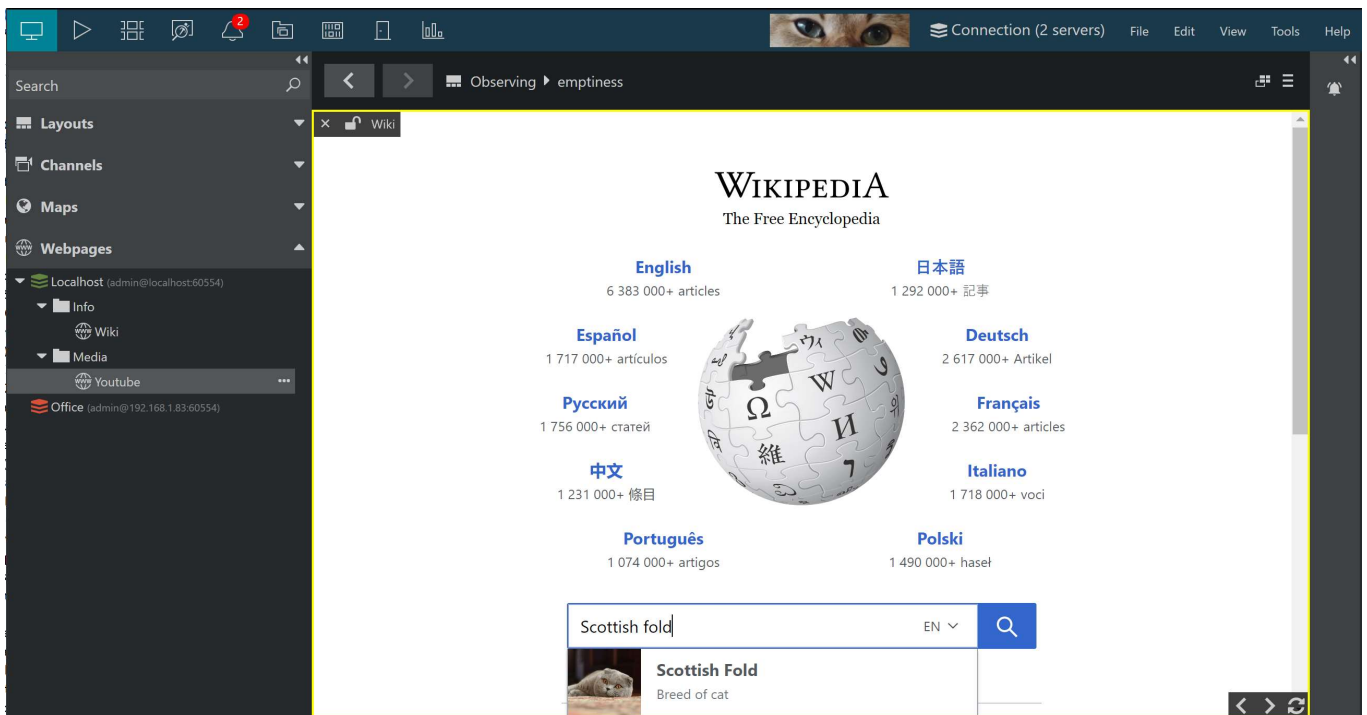 2
Connection (2 servers)
File
Edit
View
Tools
Help
Search
Observing
emptiness
Layouts
Channels
Maps
Webpages
Localhost (admin@localhost:60554)
Info
Wiki
Media
Youtube
Office (admin@192.168.1.83:60554)
Wiki
WIKIPEDIA
The Free Encyclopedia
English
6 383 000+ articles
日本語
1 292 000+ 記事
Español
1 717 000+ artículos
Deutsch
2 617 000+ Artikel
Русский
1 756 000+ статей
Français
2 362 000+ articles
中文
1 231 000+ 條目
Italiano
1 718 000+ voci
Português
1 074 000+ artigos
Polski
1 490 000+ haseł
Scottish fold
EN
Scottish Fold
Breed of cat